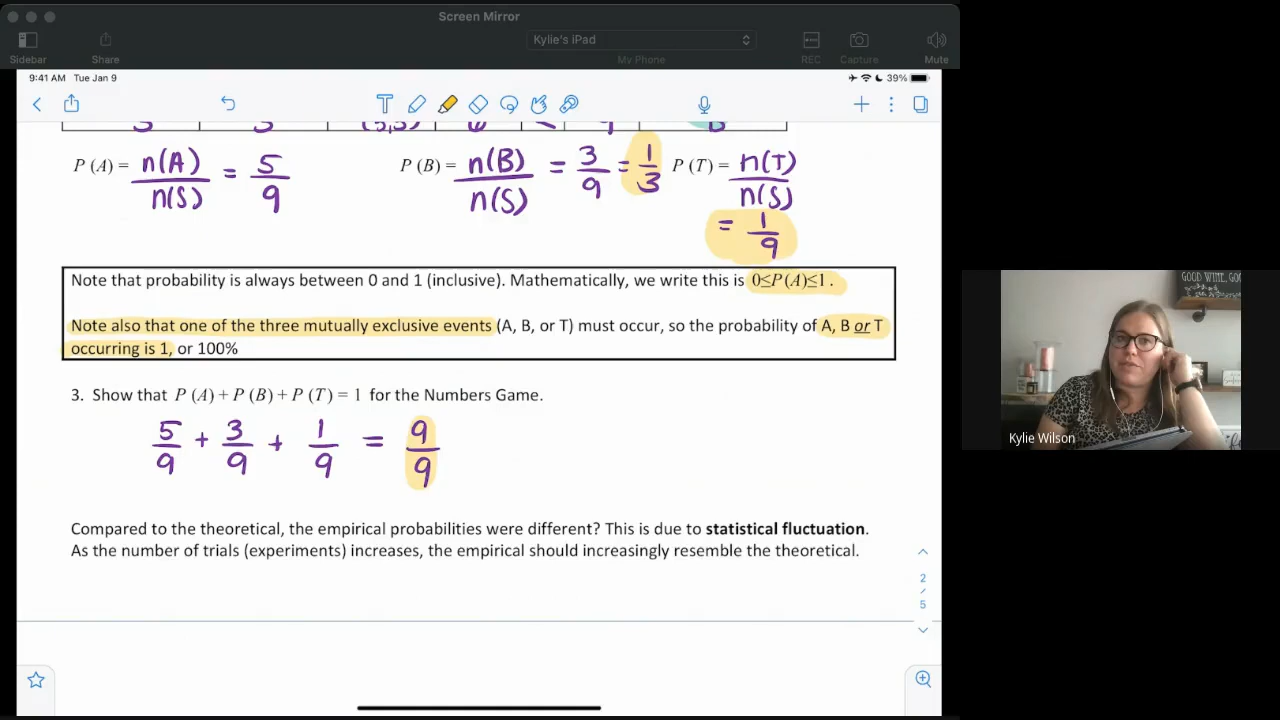 Screen Mirror
Kylie's iPad
Sidebar
Share
My Phone
REC
Capture
Mute
9:41 AM Tue Jan 9
39%
P (A) = n(A)/n(S) = 5/9
P (B) = n(B)/n(S) = 3/9 = 1/3
P (T) = n(T)/n(S)
= 1/9
Note that probability is always between 0 and 1 (inclusive). Mathematically, we write this is 0≤P(A)≤1.
Note also that one of the three mutually exclusive events (A, B, or T) must occur, so the probability of A, B or T
occurring is 1, or 100%
3. Show that P (A) + P (B) + P (T) = 1 for the Numbers Game.
5/9 + 3/9 + 1/9 = 9/9
Compared to the theoretical, the empirical probabilities were different? This is due to statistical fluctuation.
As the number of trials (experiments) increases, the empirical should increasingly resemble the theoretical.
2
/
5
GOOD WINE, GOO
Kylie Wilson